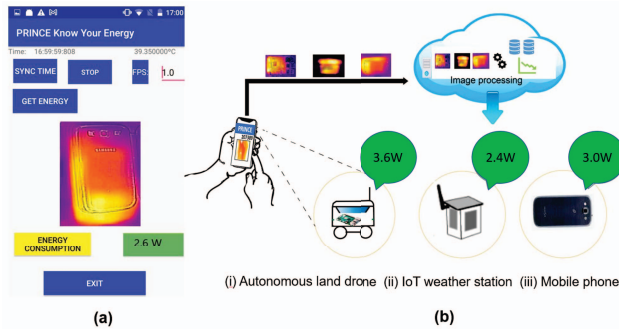 17:00
PRINCE Know Your Energy
Time: 16:59:59:808 39.350000°C
SYNC TIME STOP FPS: 1.0
GET ENERGY
SAMSUNG
ENERGY
CONSUMPTION
2.6 W
EXIT
(a)
Image processing
PRINCE
3.6W
2.4W
3.0W
(i) Autonomous land drone (ii) IoT weather station (iii) Mobile phone
(b)